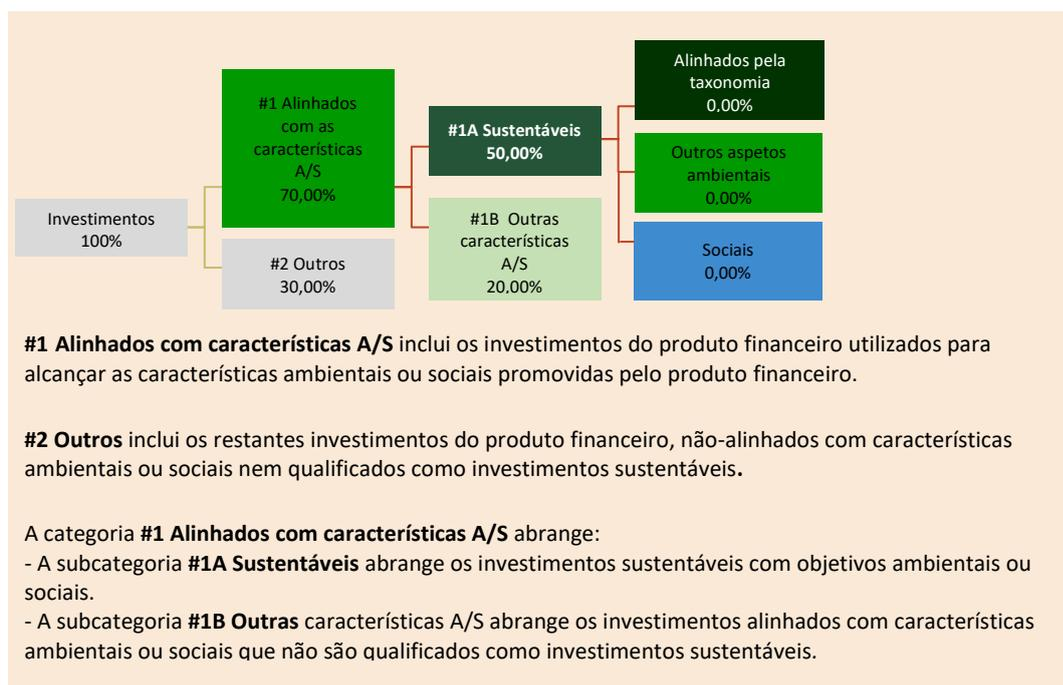 Investimentos
100%
#1 Alinhados
com as
características
A/S
70,00%
#2 Outros
30,00%
#1A Sustentáveis
50,00%
#1B Outras
características
A/S
20,00%
Alinhados pela
taxonomia
0,00%
Outros aspetos
ambientais
0,00%
Sociais
0,00%
#1 Alinhados com características A/S inclui os investimentos do produto financeiro utilizados para
alcançar as características ambientais ou sociais promovidas pelo produto financeiro.
#2 Outros inclui os restantes investimentos do produto financeiro, não-alinhados com características
ambientais ou sociais nem qualificados como investimentos sustentáveis.
A categoria #1 Alinhados com características A/S abrange:
- A subcategoria #1A Sustentáveis abrange os investimentos sustentáveis com objetivos ambientais ou
sociais.
- A subcategoria #1B Outras características A/S abrange os investimentos alinhados com características
ambientais ou sociais que não são qualificados como investimentos sustentáveis.